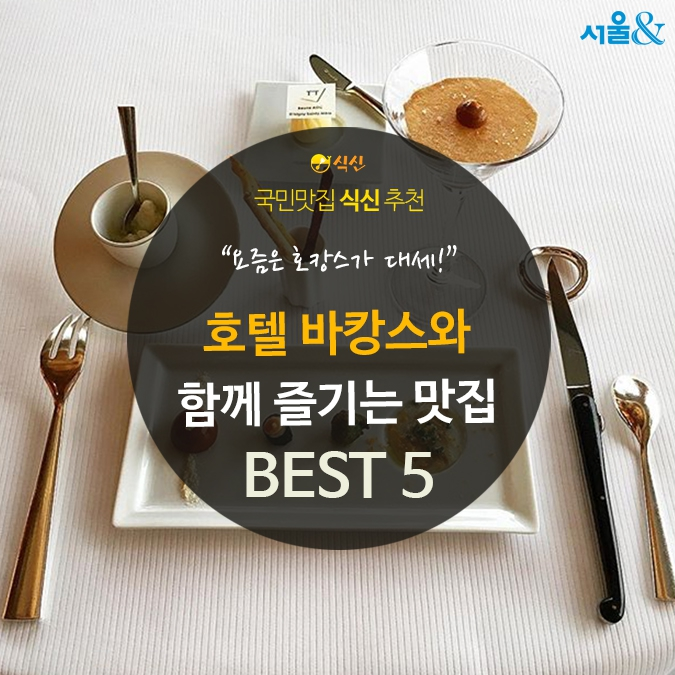 서울&
식신
국민맛집 식신 추천
“요즘은 호캉스가 대세!”
호텔 바캉스와
함께 즐기는 맛집
BEST 5